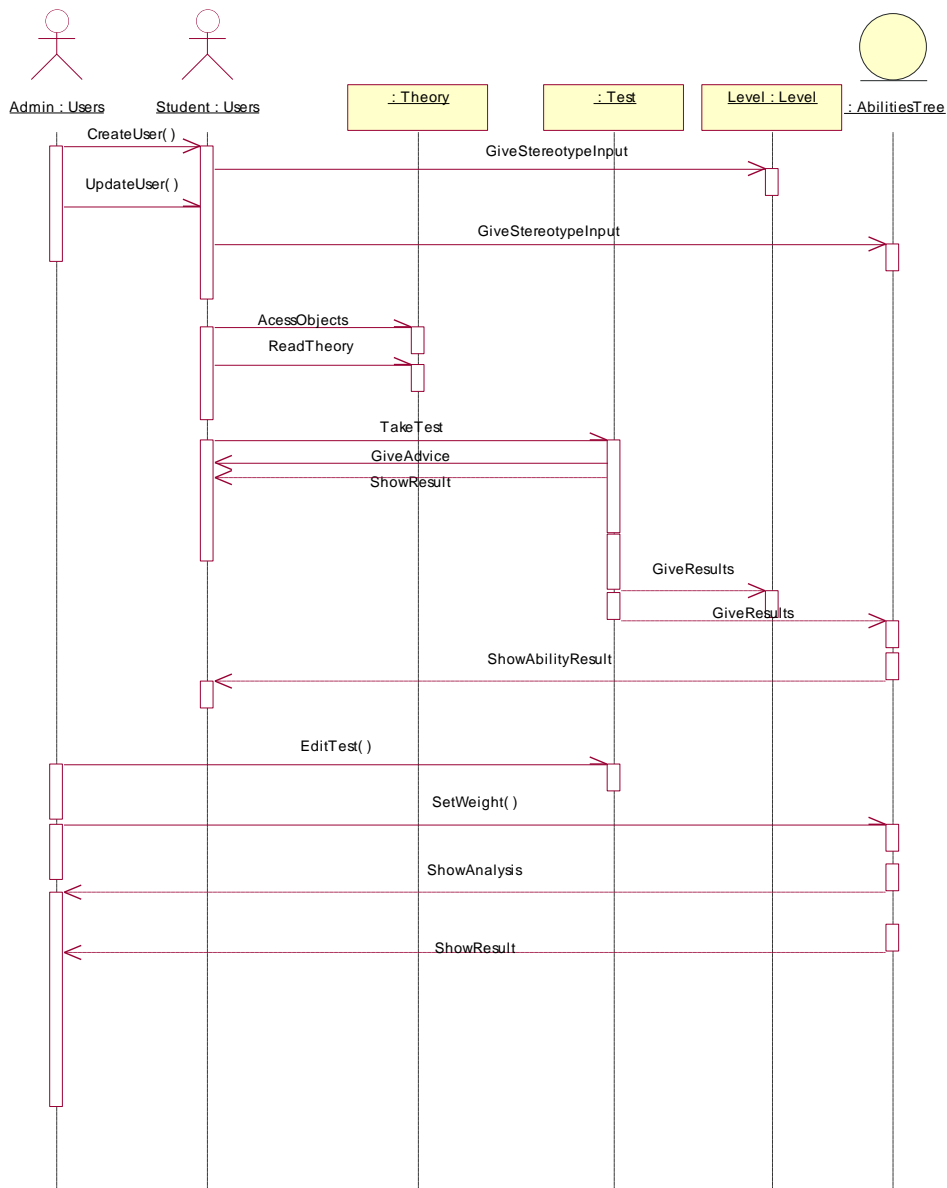 Admin : Users
Student : Users
: Theory
: Test
Level : Level
: AbilitiesTree
CreateUser( )
GiveStereotypeInput
UpdateUser( )
GiveStereotypeInput
AcessObjects
ReadTheory
TakeTest
GiveAdvice
ShowResult
GiveResults
GiveResults
ShowAbilityResult
EditTest( )
SetWeight( )
ShowAnalysis
ShowResult